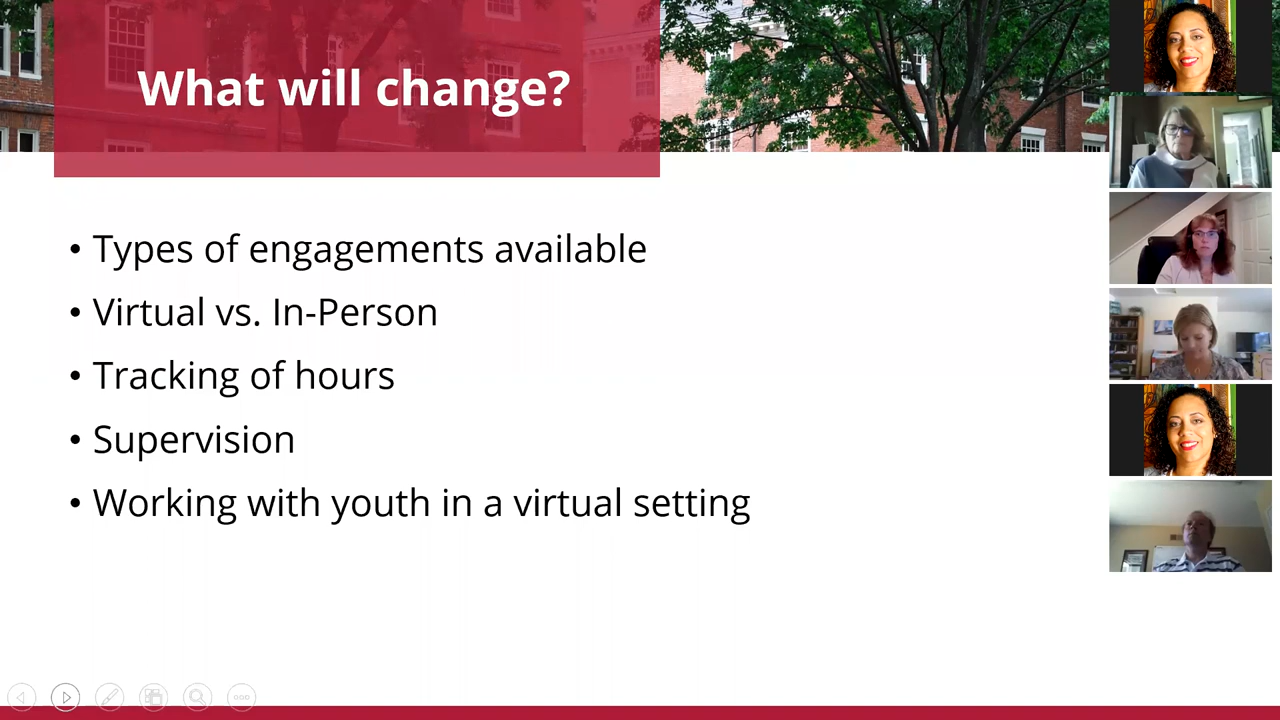 What will change?
• Types of engagements available
• Virtual vs. In-Person
• Tracking of hours
• Supervision
• Working with youth in a virtual setting